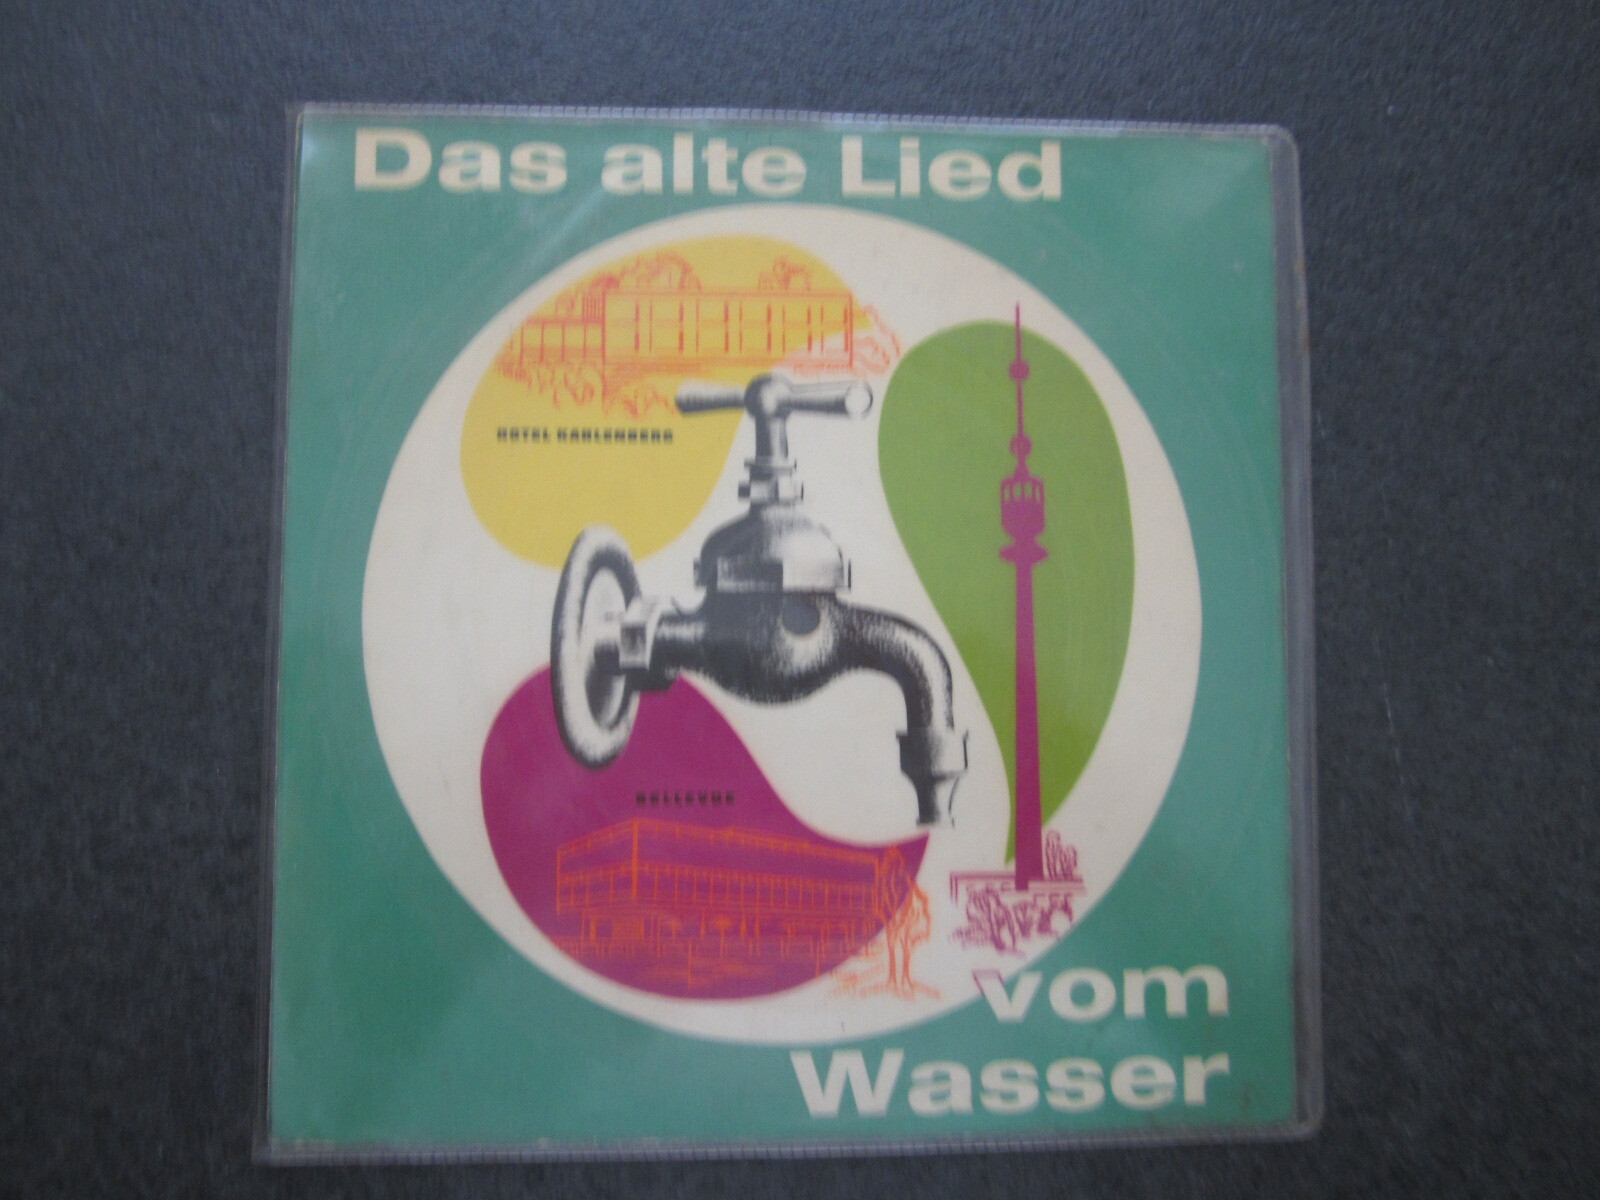 Das alte Lied
HOTEL KAHLENBERG
BELLEVUE
vom
Wasser